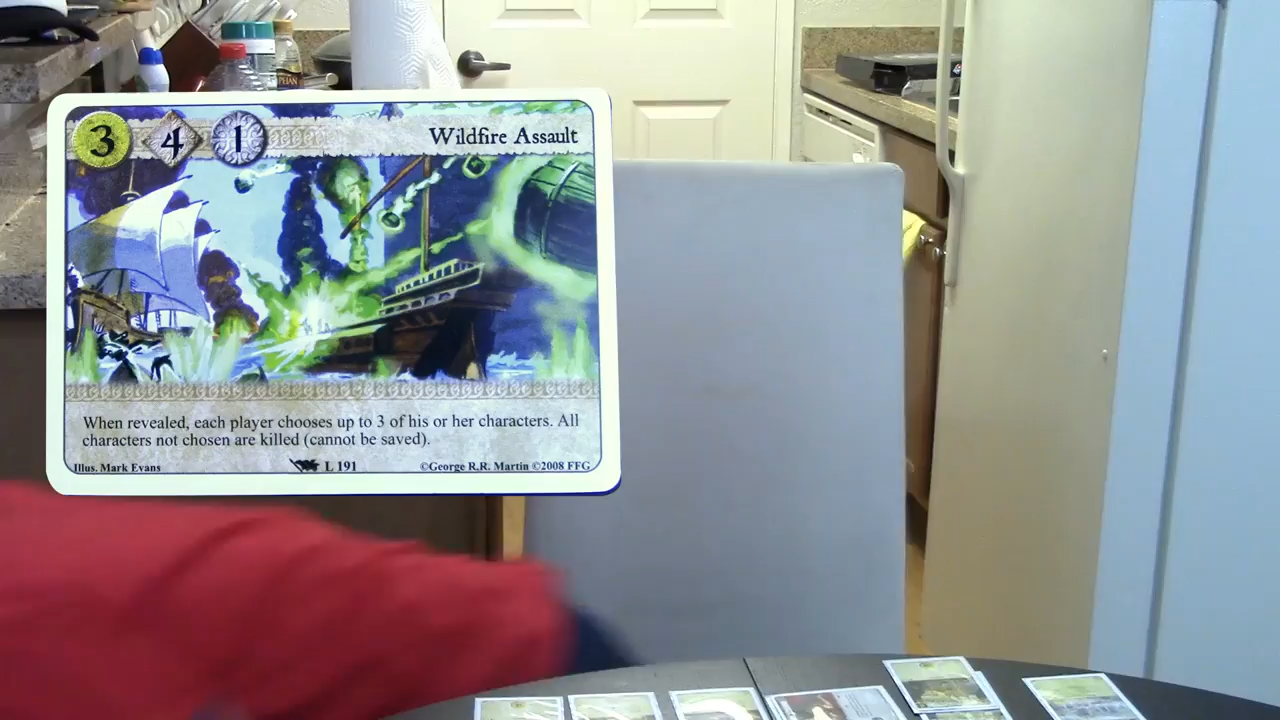 3 4 1 Wildfire Assault
When revealed, each player chooses up to 3 of his or her characters. All
characters not chosen are killed (cannot be saved).
Illus. Mark Evans L 191 ©George R.R. Martin ©2008 FFG